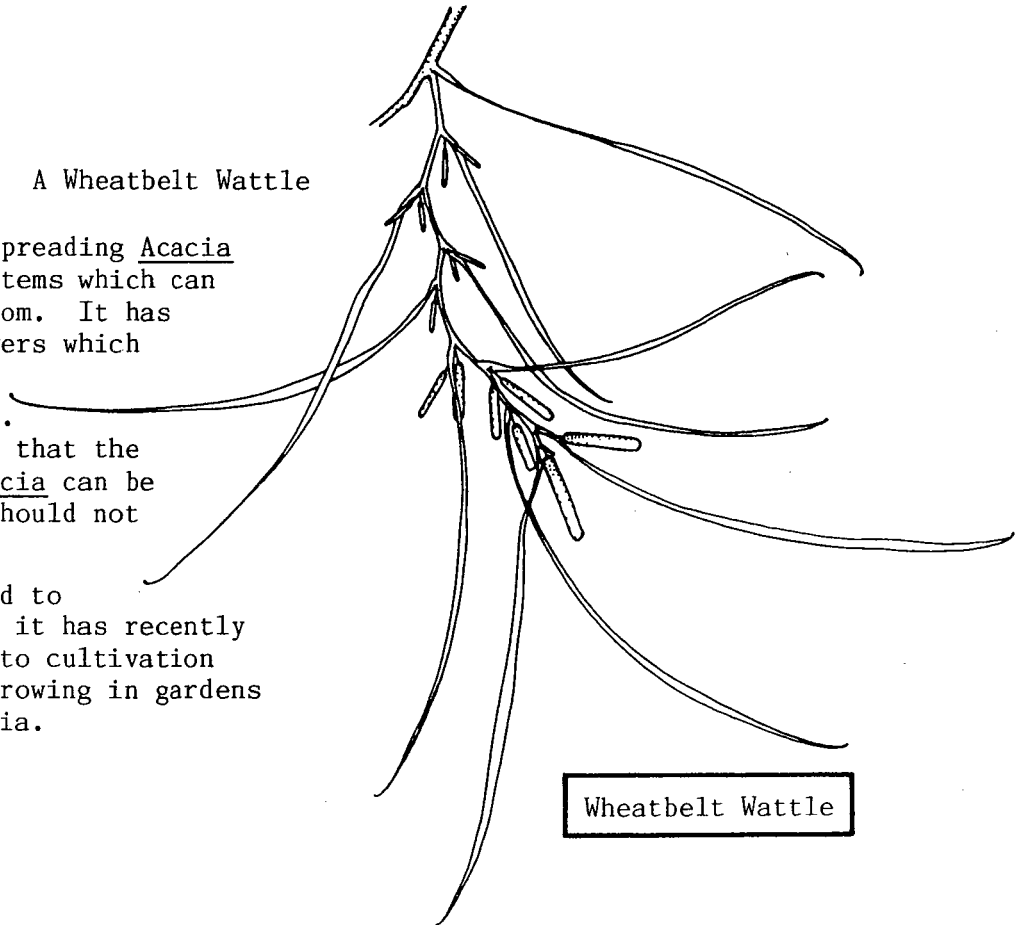 A Wheatbelt Wattle
preading Acacia
tems which can
om. It has
ers which
.
that the
cia can be
hould not
d to
it has recently
to cultivation
rowing in gardens
ia.
Wheatbelt Wattle